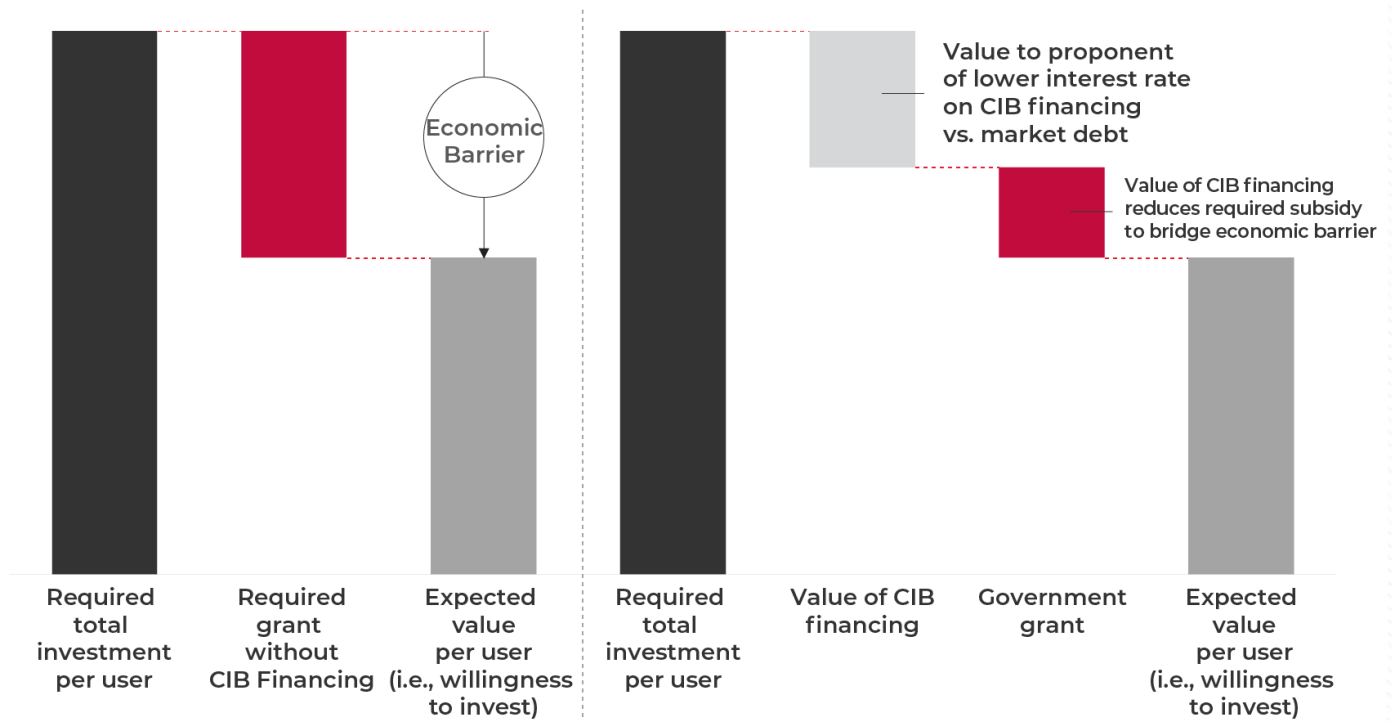 Economic
Barrier
Value to proponent
of lower interest rate
on CIB financing
vs. market debt
Value of CIB financing
reduces required subsidy
to bridge economic barrier
Required
total
investment
per user
Required
grant
without
CIB Financing
Expected
value
per user
(i.e., willingness
to invest)
Required
total
investment
per user
Value of CIB
financing
Government
grant
Expected
value
per user
(i.e., willingness
to invest)